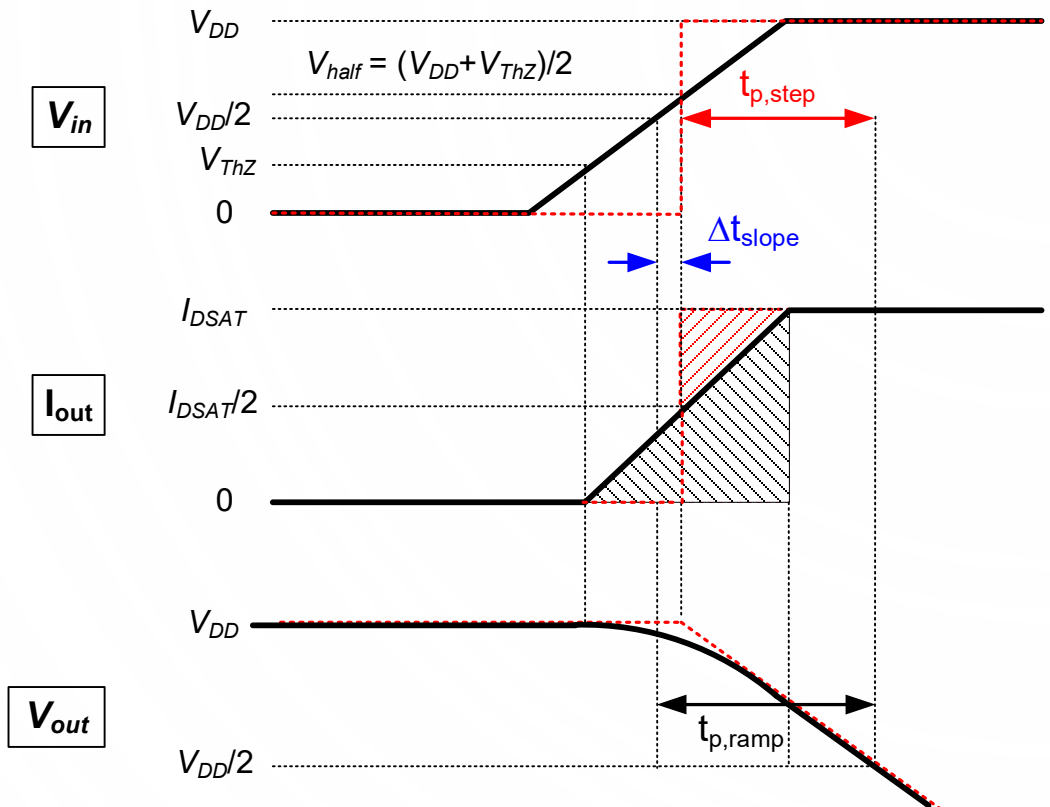 V_DD
V_half = (V_DD+V_ThZ)/2
t_p,step
V_in
V_DD/2
V_ThZ
0
Δt_slope
I_DSAT
I_out
I_DSAT/2
0
V_DD
V_out
t_p,ramp
V_DD/2